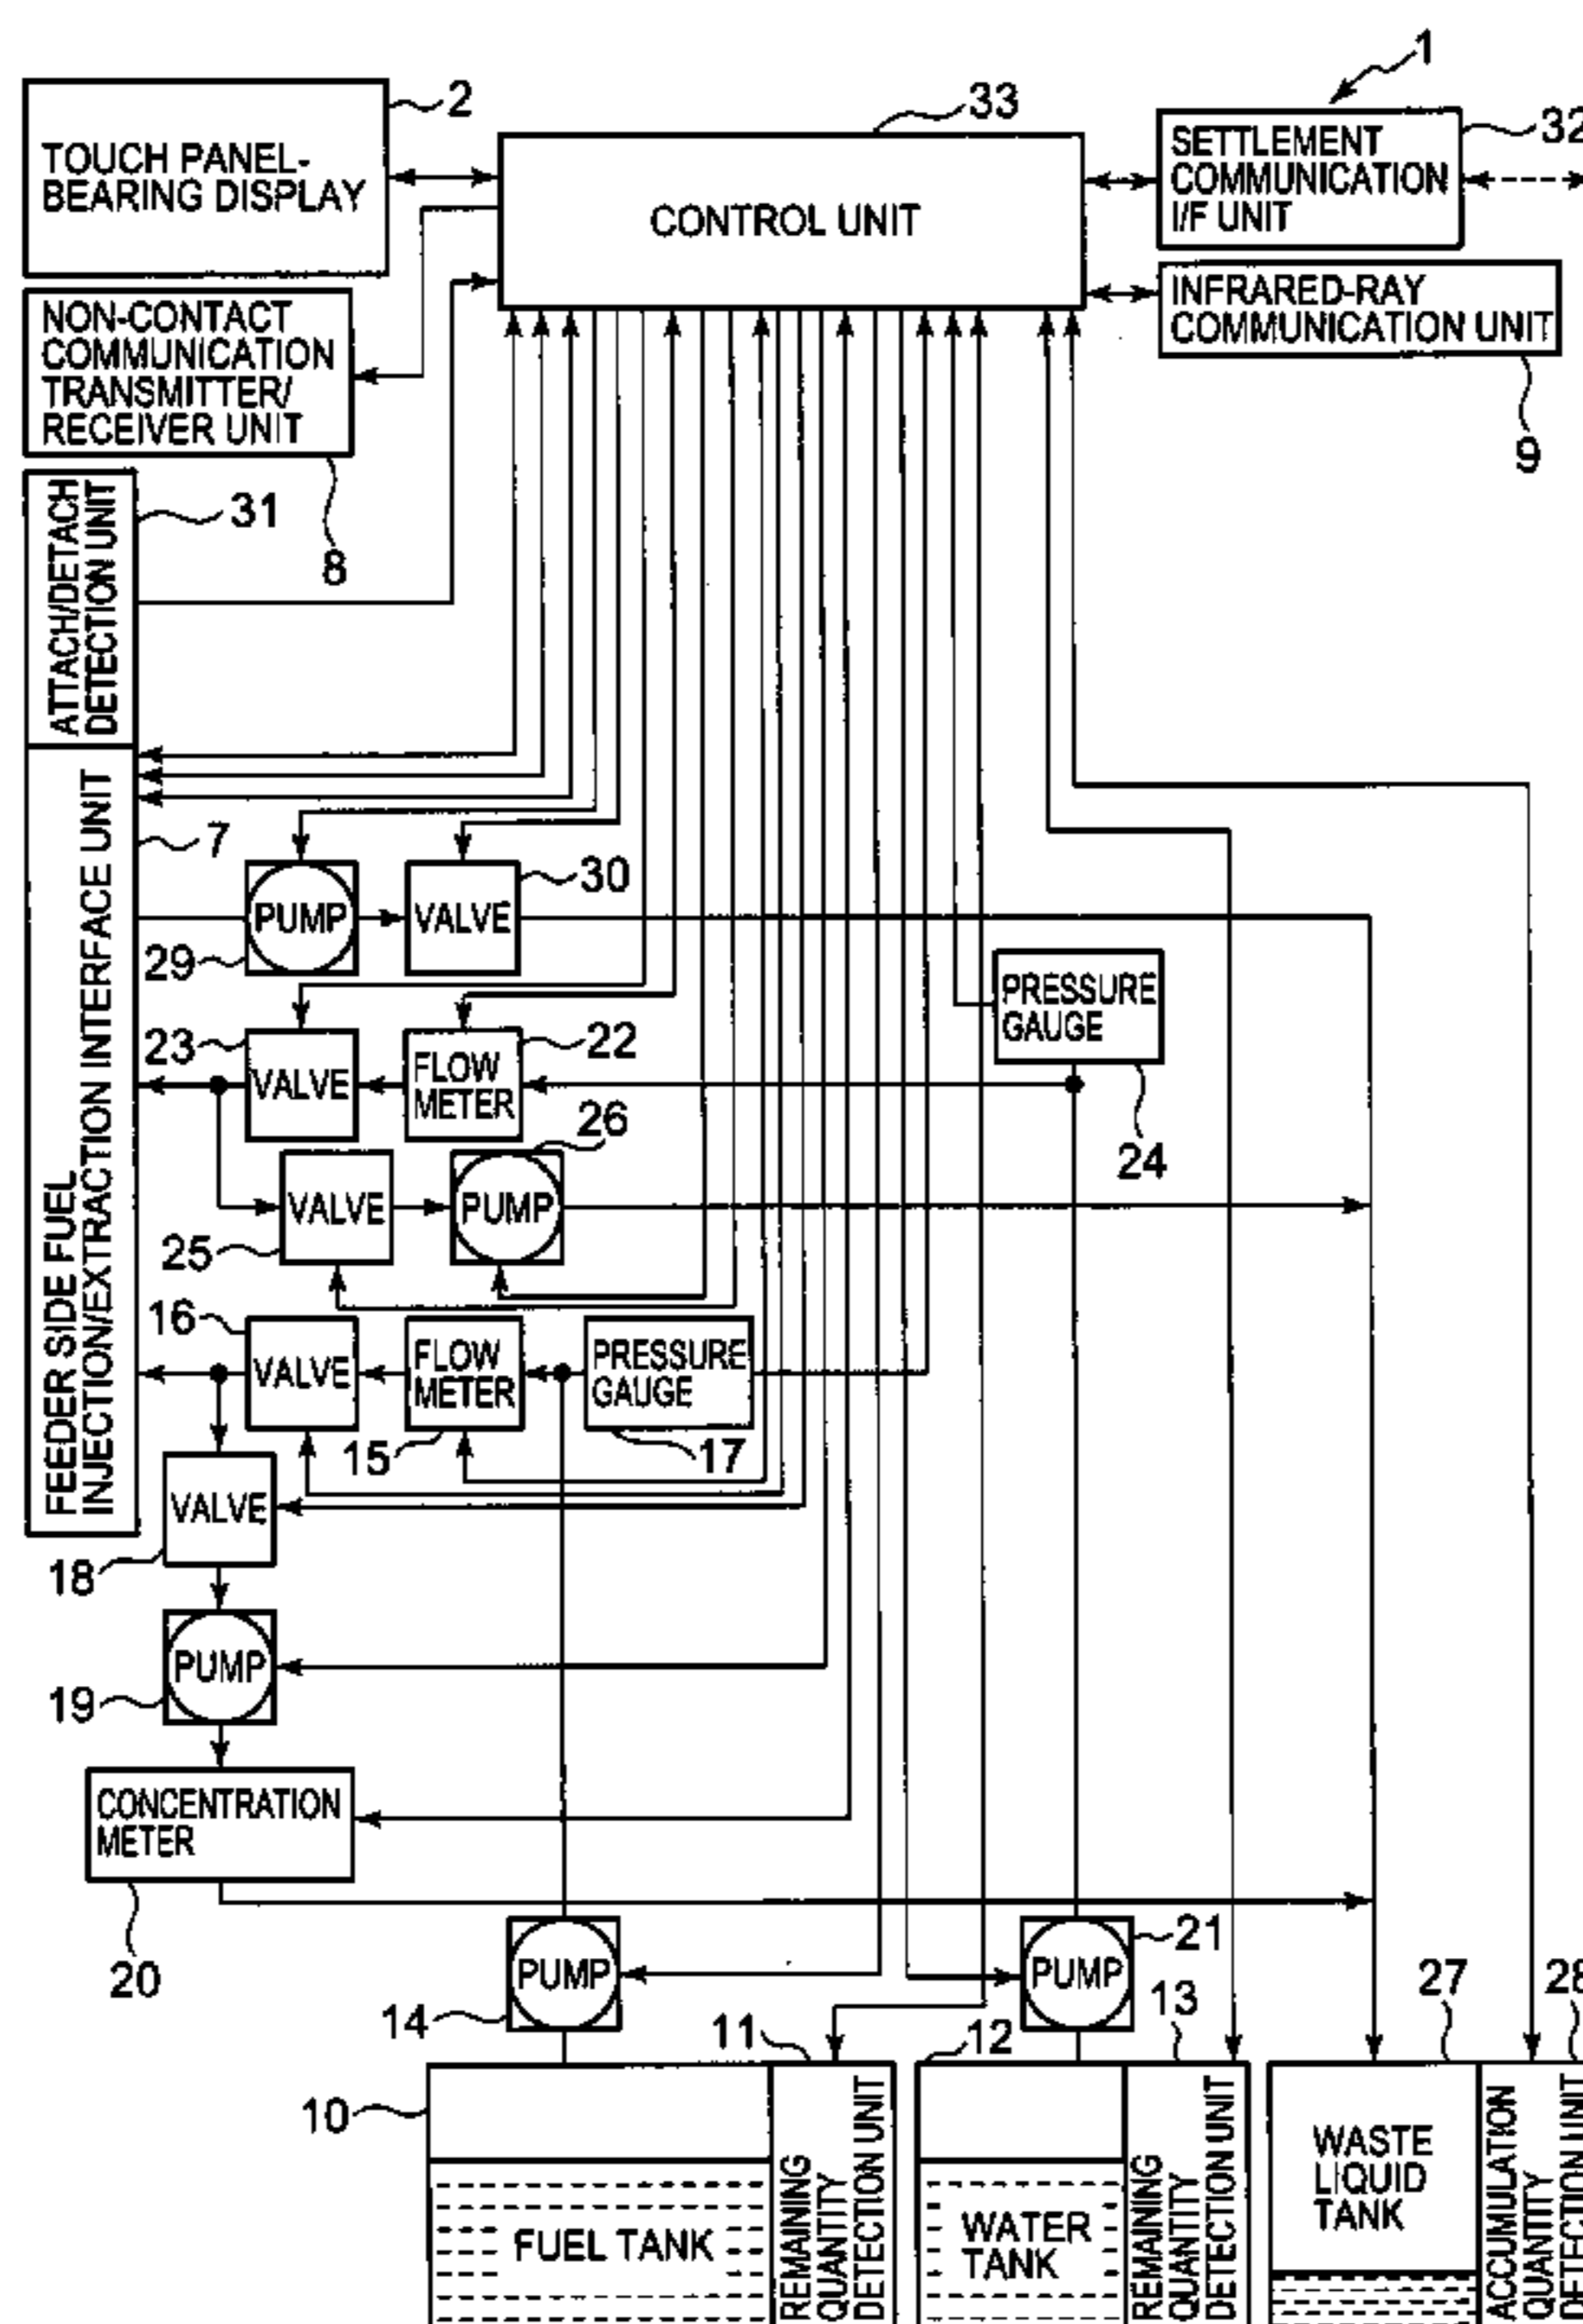 1
2
33
32
TOUCH PANEL-
BEARING DISPLAY
CONTROL UNIT
SETTLEMENT
COMMUNICATION
I/F UNIT
NON-CONTACT
COMMUNICATION
TRANSMITTER/
RECEIVER UNIT
INFRARED-RAY
COMMUNICATION UNIT
8
9
ATTACH/DETACH
DETECTION UNIT
31
FEEDER SIDE FUEL
INJECTION/EXTRACTION INTERFACE UNIT
7
PUMP
29
VALVE
30
PRESSURE
GAUGE
24
23
VALVE
FLOW
METER
22
26
VALVE
25
PUMP
16
VALVE
FLOW
METER
15
PRESSURE
GAUGE
17
VALVE
18
PUMP
19
CONCENTRATION
METER
20
PUMP
14
PUMP
21
10
11
12
13
27
28
FUEL TANK
REMAINING
QUANTITY
DETECTION UNIT
WATER
TANK
REMAINING
QUANTITY
DETECTION UNIT
WASTE
LIQUID
TANK
ACCUMULATION
QUANTITY
DETECTION UNIT